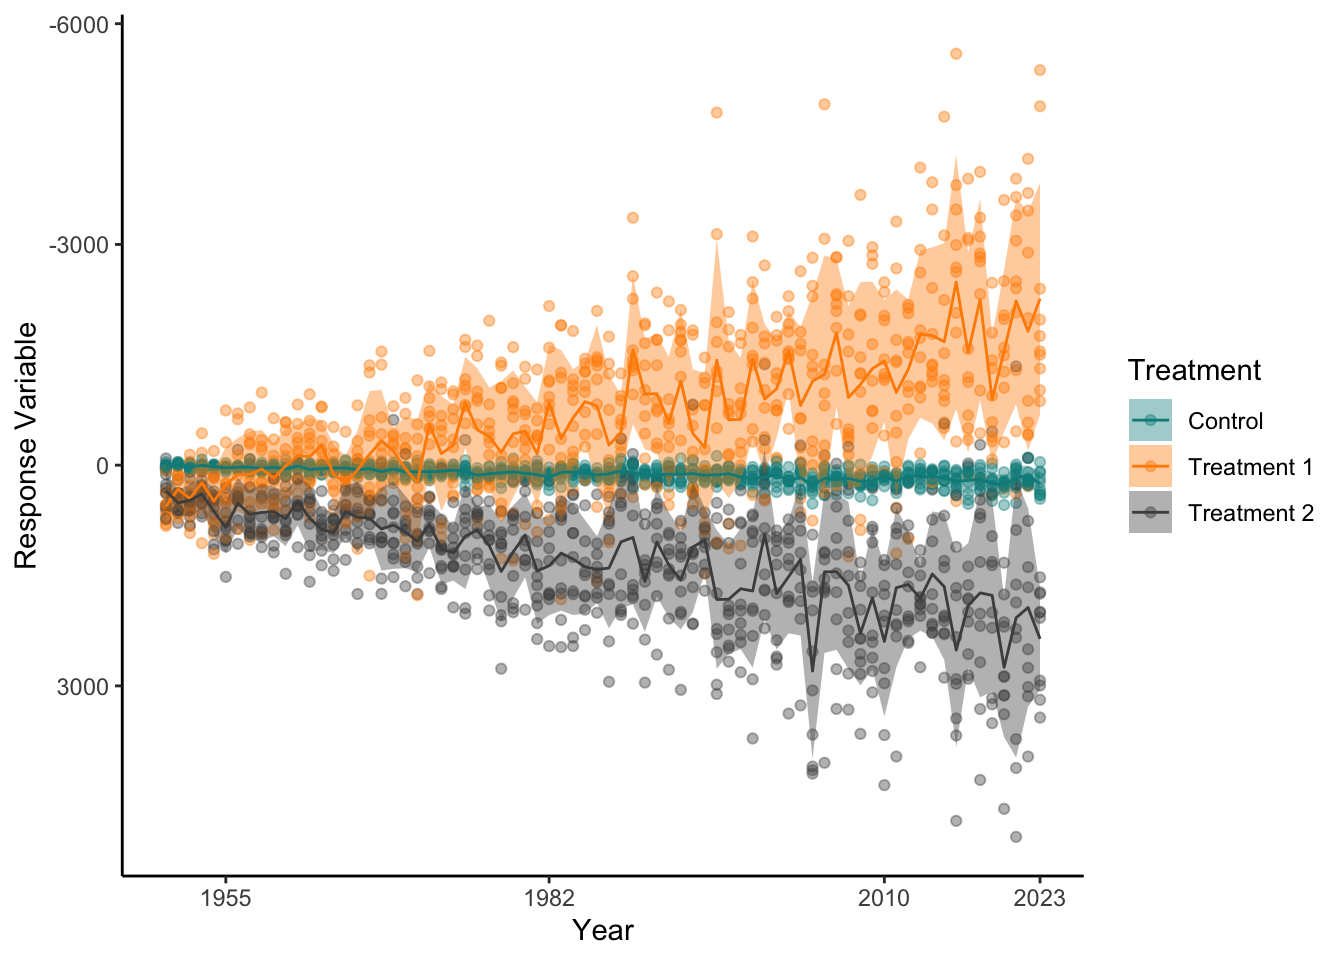 -6000
-3000
0
3000
Response Variable
1955
1982
2010
2023
Year
Treatment
Control
Treatment 1
Treatment 2